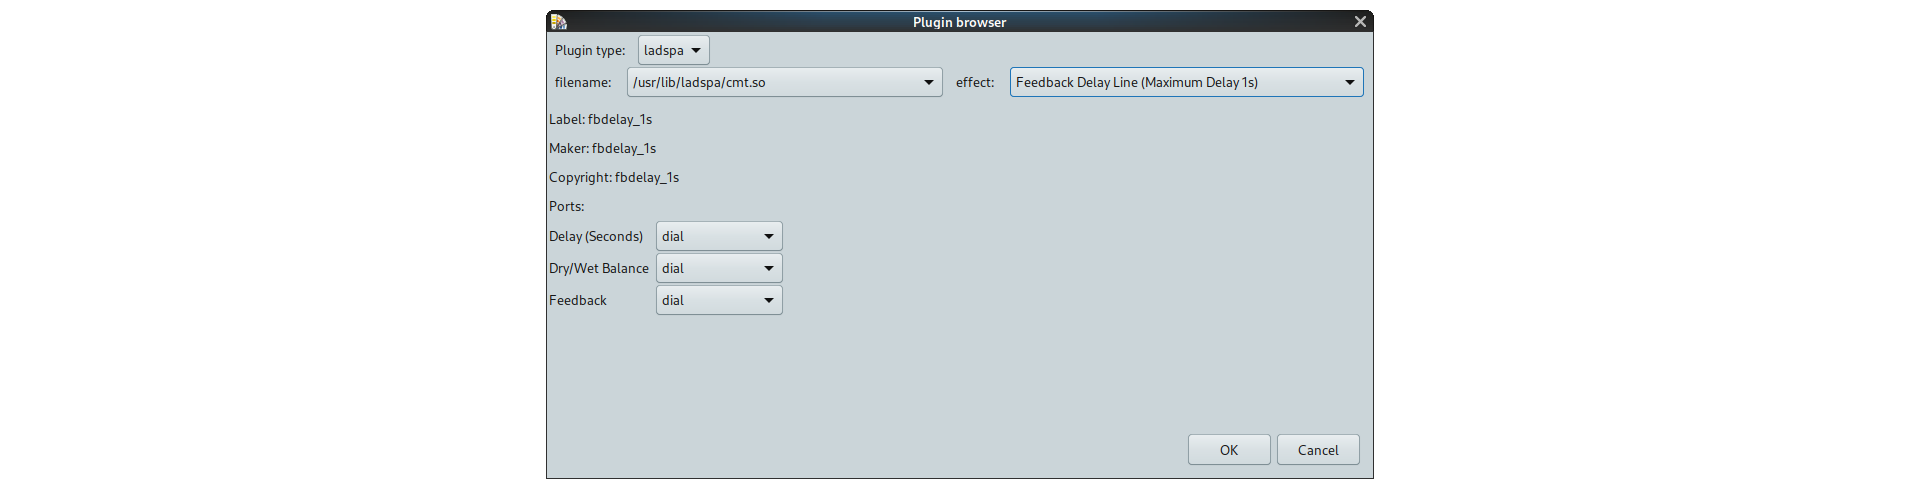 Plugin browser
Plugin type: ladspa
filename: /usr/lib/ladspa/cmt.so effect: Feedback Delay Line (Maximum Delay 1s)
Label: fbdelay_1s
Maker: fbdelay_1s
Copyright: fbdelay_1s
Ports:
Delay (Seconds) dial
Dry/Wet Balance dial
Feedback dial
OK Cancel